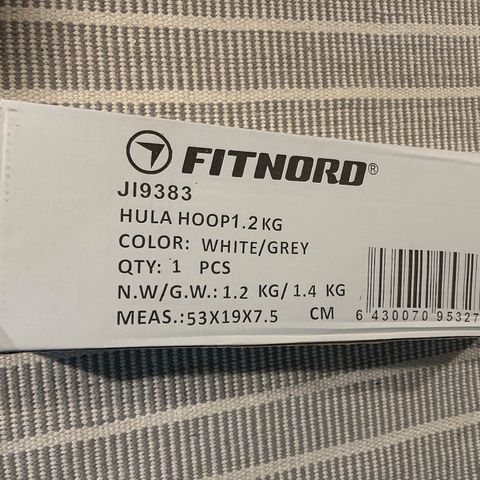 FITNORD®
JI9383
HULA HOOP1.2 KG
COLOR: WHITE/GREY
QTY: 1 PCS
N.W/G.W.: 1.2 KG/ 1.4 KG
MEAS.:53X19X7.5 CM
6 430070 95327